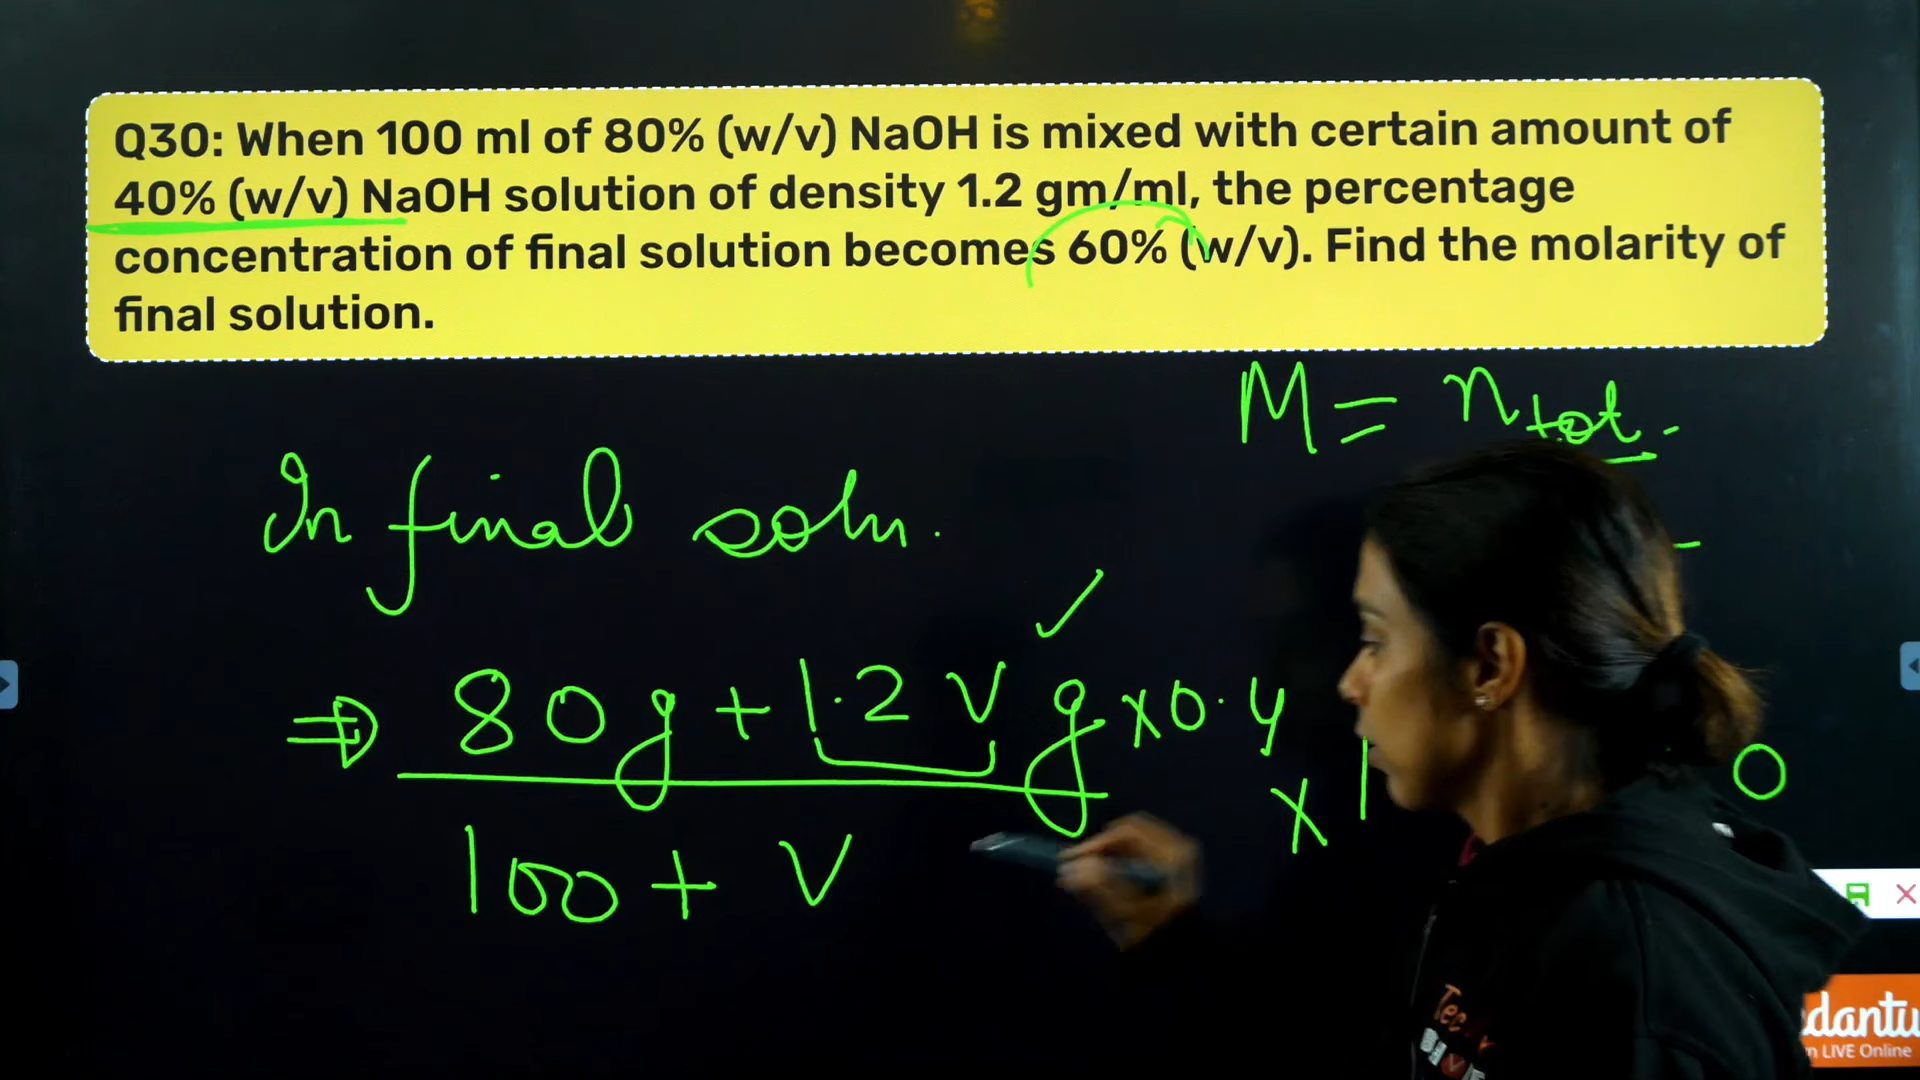 Q30: When 100 ml of 80% (w/v) NaOH is mixed with certain amount of
40% (w/v) NaOH solution of density 1.2 gm/ml, the percentage
concentration of final solution becomes 60% (w/v). Find the molarity of
final solution.
M = n tot.
In final soln.
⇒ 80g + 1.2 V g x 0.4
x 1 0
100 + V
dantu
LIVE Online